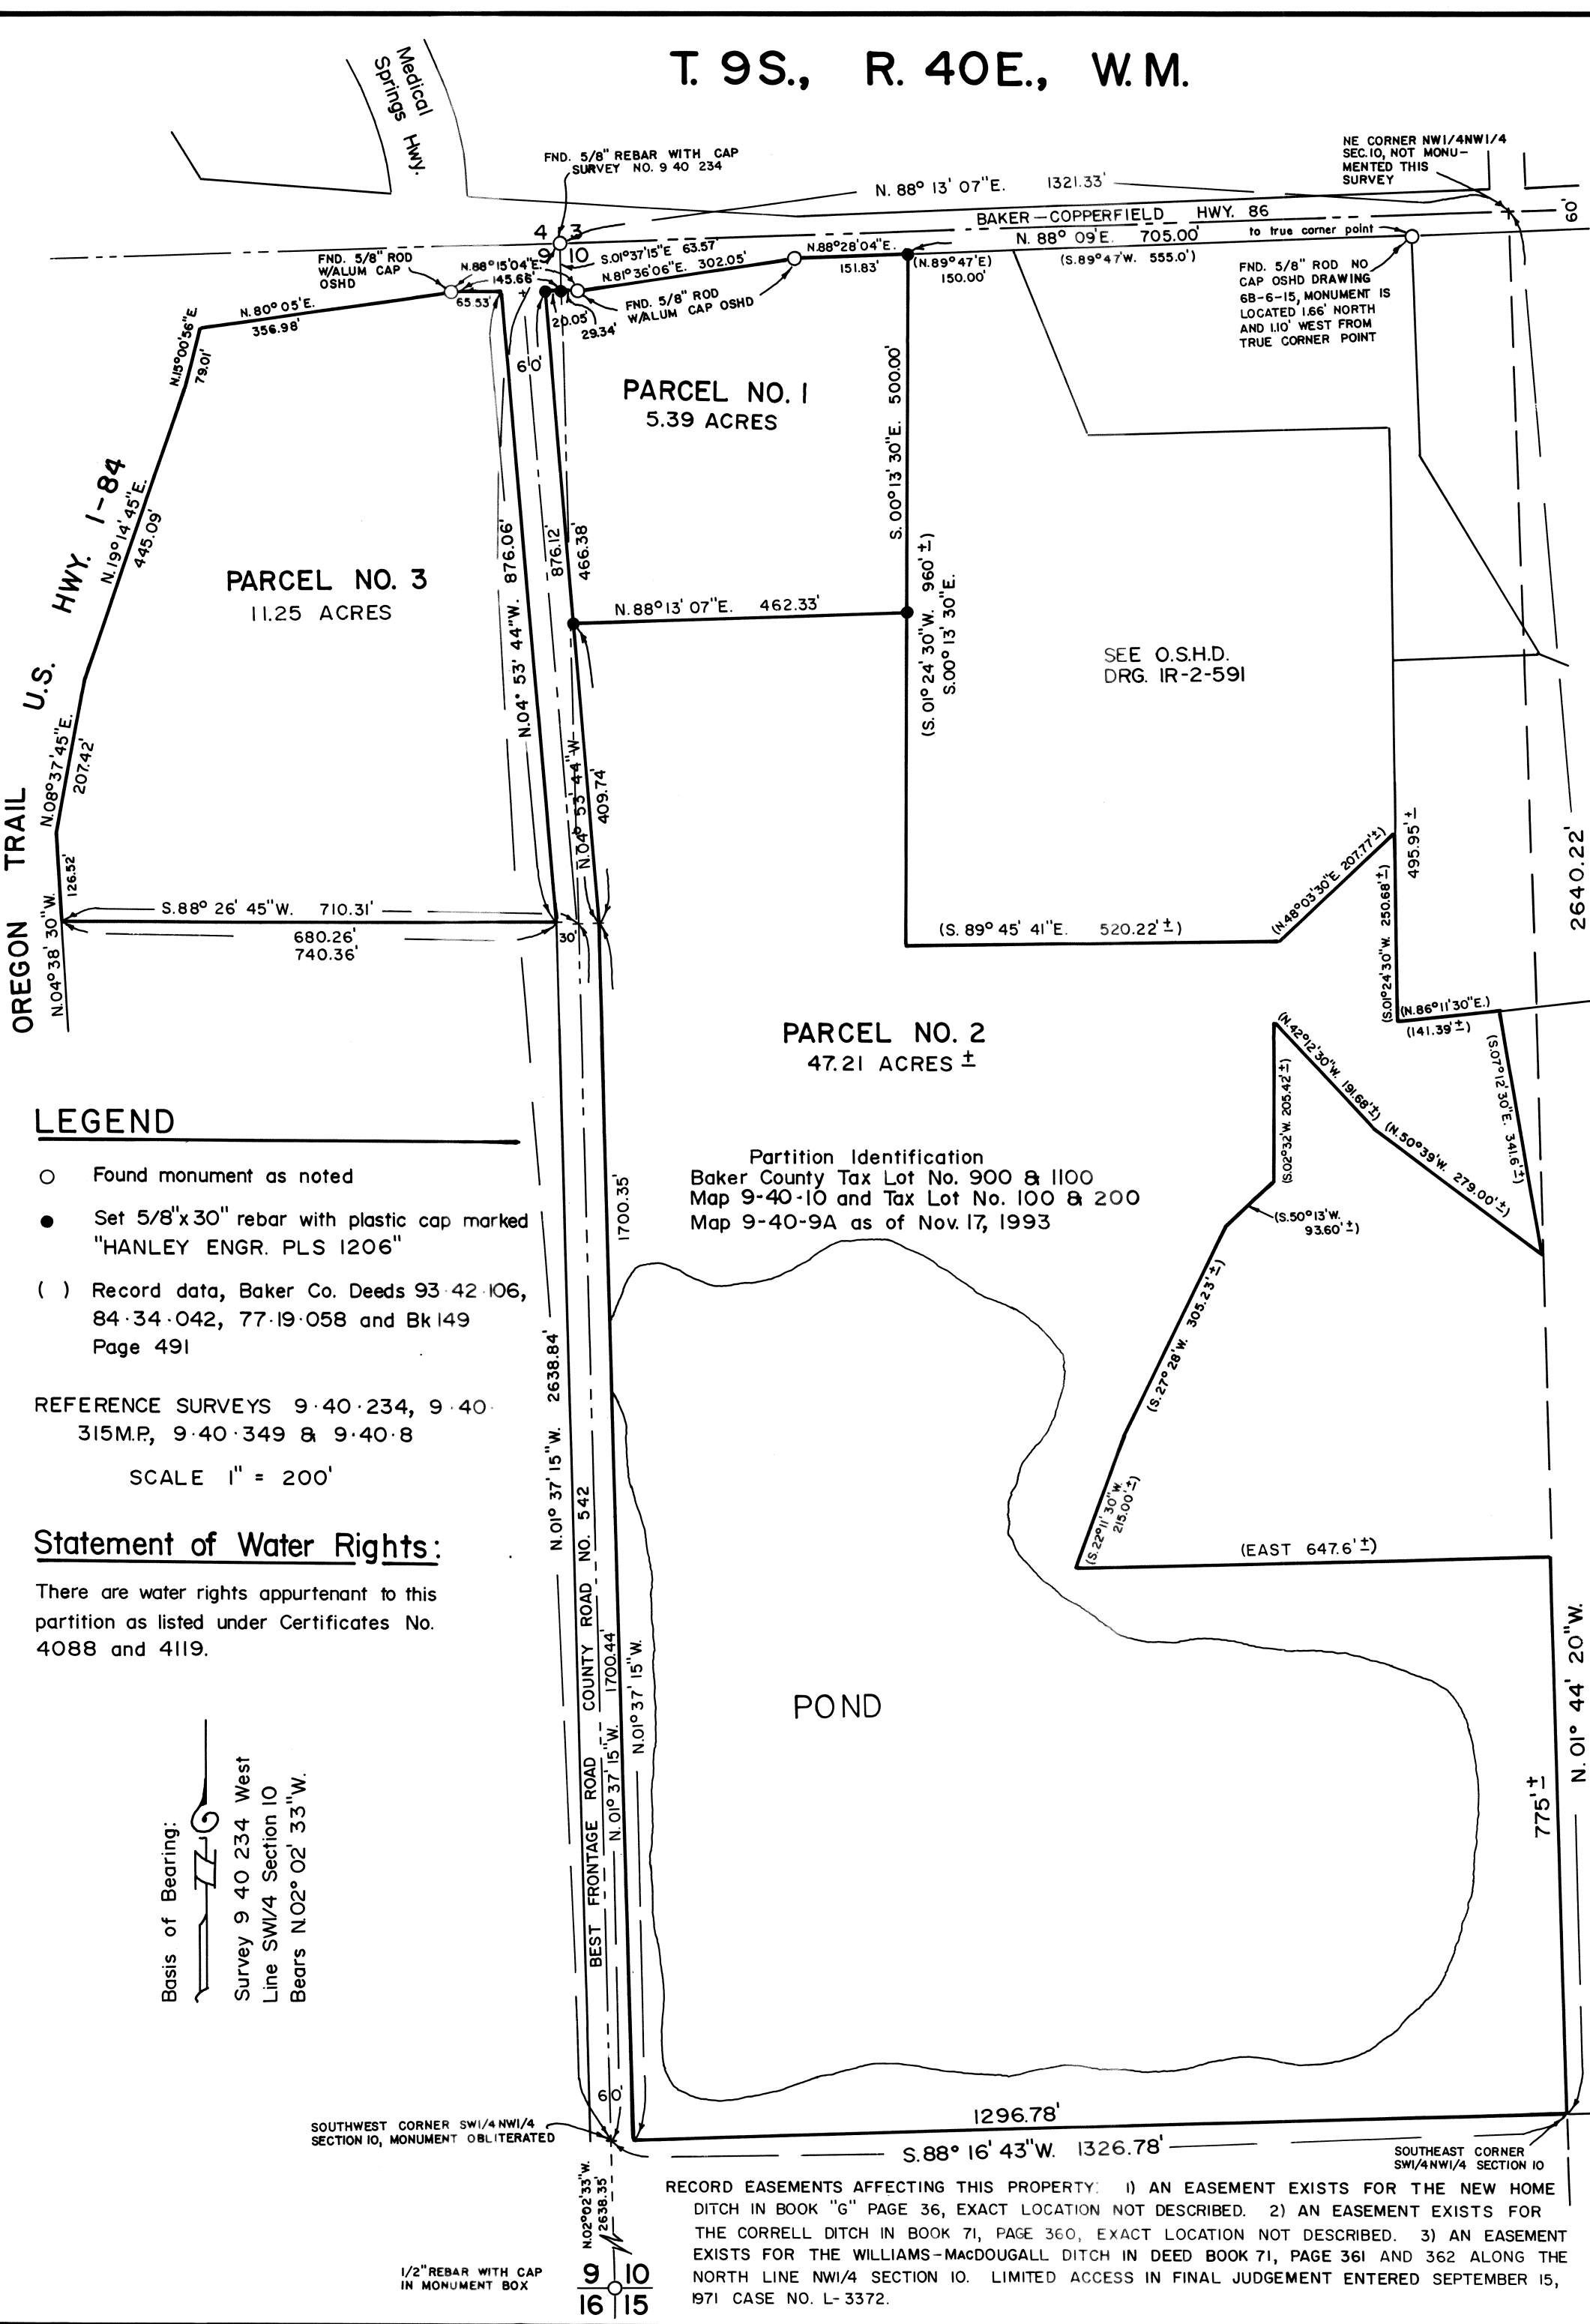 T. 9S., R. 40E., W.M.
Medical
Springs Hwy.
FND. 5/8" REBAR WITH CAP
SURVEY NO. 9 40 234
NE CORNER NW1/4NW1/4
SEC.10, NOT MONU-
MENTED THIS
SURVEY
N. 88° 13' 07"E. 1321.33'
BAKER-COPPERFIELD HWY. 86
60'
4 3
9 10
N. 88° 09'E. 705.00'
to true corner point
(S.89°47'W. 555.0')
S.01°37'15"E 63.57'
N.81°36'06"E. 302.05'
N.88°28'04"E.
151.83'
(N.89°47'E)
150.00'
FND. 5/8" ROD
W/ALUM CAP
OSHD
N.88°15'04"E.
145.66'
65.53'
20.05'
29.34'
FND. 5/8" ROD
W/ALUM CAP OSHD
FND. 5/8" ROD NO
CAP OSHD DRAWING
6B-6-15, MONUMENT IS
LOCATED 1.66' NORTH
AND 1.10' WEST FROM
TRUE CORNER POINT
N.80°05'E.
356.98'
N.15°00'56"E.
79.01'
60'
PARCEL NO. 1
5.39 ACRES
S.00°13'30"E. 500.00'
N.19°14'45"E.
445.09'
OREGON TRAIL U.S. HWY. I-84
PARCEL NO. 3
11.25 ACRES
N.04° 53' 44"W. 876.06'
876.12'
466.38'
N.88°13'07"E. 462.33'
(S. 01° 24' 30"W. 960'±)
S.00°13' 30"E.
SEE O.S.H.D.
DRG. 1R-2-591
N.08°37'45"E.
207.42'
N.04° 53' 44"W
409.74'
126.52'
N.04°38' 30"W.
S.88° 26' 45"W. 710.31'
680.26'
740.36'
30'
(S. 89° 45' 41"E. 520.22'±)
(N.48°03'30"E. 207.77'±)
495.95'±
(S.01°24'30"W. 250.68'±)
2640.22'
(N.86°11'30"E.)
(141.39'±)
(S.07°12'30"E. 341.6'±)
PARCEL NO. 2
47.21 ACRES ±
(N.42°12'30"W. 191.68'±)
(N.50°39'W. 279.00'±)
(S.02°32'W. 205.42'±)
(S.50°13'W.
93.60'±)
(S.27°28'W. 305.23'±)
(S.22°11'30"W.
215.00'±)
(EAST 647.6'±)
LEGEND
Found monument as noted
Set 5/8"x30" rebar with plastic cap marked
"HANLEY ENGR. PLS 1206"
( ) Record data, Baker Co. Deeds 93·42·106,
84·34·042, 77·19·058 and Bk 149
Page 491
REFERENCE SURVEYS 9·40·234, 9·40·
315M.P., 9·40·349 & 9·40·8
SCALE 1" = 200'
Partition Identification
Baker County Tax Lot No. 900 & 1100
Map 9-40-10 and Tax Lot No. 100 & 200
Map 9-40-9A as of Nov. 17, 1993
Statement of Water Rights:
There are water rights appurtenant to this
partition as listed under Certificates No.
4088 and 4119.
1700.35'
N.01° 37' 15"W. 2638.84'
BEST FRONTAGE ROAD COUNTY ROAD NO. 542
N.01° 37' 15"W. 1700.44'
N.01°37' 15"W.
POND
N. 01° 44' 20"W.
775'±
Basis of Bearing:
N
Survey 9 40 234 West
Line SW1/4 Section 10
Bears N.02° 02' 33"W.
60'
SOUTHWEST CORNER SW1/4 NW1/4
SECTION 10, MONUMENT OBLITERATED
1296.78'
S.88° 16' 43"W. 1326.78'
SOUTHEAST CORNER
SW1/4NW1/4 SECTION 10
N.02°02'33"W.
2638.35'
1/2" REBAR WITH CAP
IN MONUMENT BOX
9 10
16 15
RECORD EASEMENTS AFFECTING THIS PROPERTY: 1) AN EASEMENT EXISTS FOR THE NEW HOME
DITCH IN BOOK "G" PAGE 36, EXACT LOCATION NOT DESCRIBED. 2) AN EASEMENT EXISTS FOR
THE CORRELL DITCH IN BOOK 71, PAGE 360, EXACT LOCATION NOT DESCRIBED. 3) AN EASEMENT
EXISTS FOR THE WILLIAMS-MacDOUGALL DITCH IN DEED BOOK 71, PAGE 361 AND 362 ALONG THE
NORTH LINE NW1/4 SECTION 10. LIMITED ACCESS IN FINAL JUDGEMENT ENTERED SEPTEMBER 15,
1971 CASE NO. L-3372.